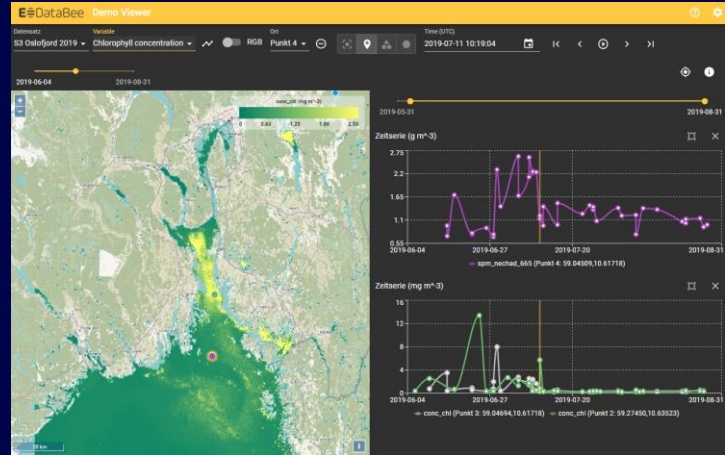 EODataBee Demo Viewer
Datensatz
S3 Oslofjord 2019
Variable
Chlorophyll concentration
RGB
Ort
Punkt 4
Time (UTC)
2019-07-11 10:19:04
2019-06-04
2019-08-31
conc_chl (mg m^-3)
0 0.63 1.25 1.88 2.50
20 km
2019-05-31
2019-08-31
Zeitserie (g m^-3)
2.75
2.2
1.65
1.1
0.55
2019-06-04
2019-06-27
2019-07-20
2019-08-31
spm_nechad_665 (Punkt 4: 59.04509,10.61718)
Zeitserie (mg m^-3)
16
12
8
4
0
2019-06-04
2019-06-27
2019-07-20
2019-08-31
conc_chl (Punkt 3: 59.04694,10.61718)
conc_chl (Punkt 2: 59.27450,10.63523)